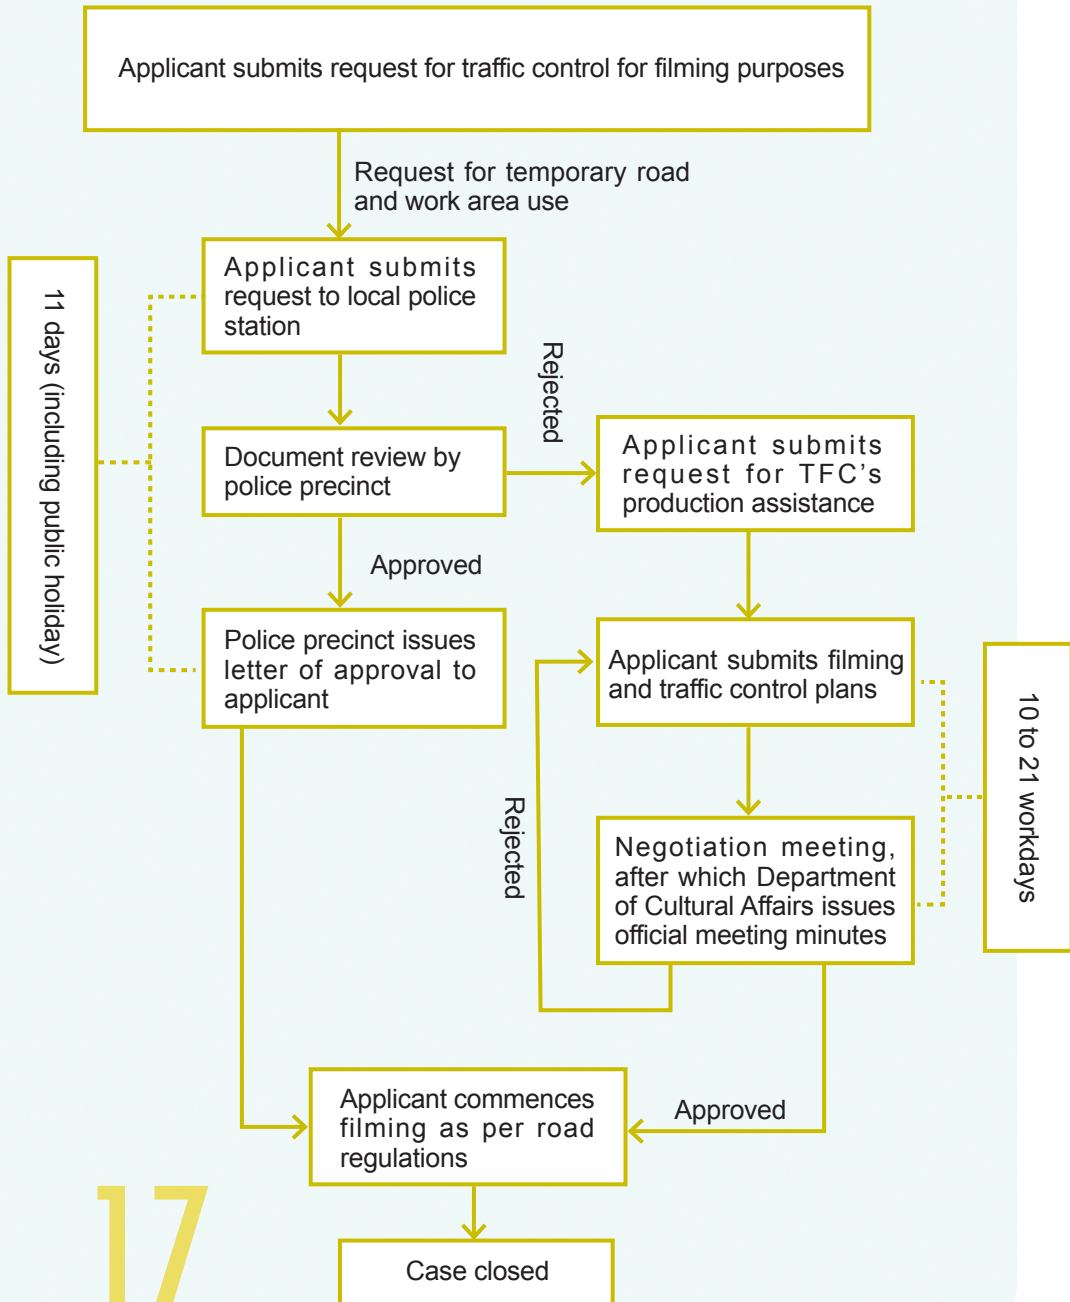 Applicant submits request for traffic control for filming purposes
Request for temporary road
and work area use
Applicant submits
request to local police
station
11 days (including public holiday)
Rejected
Document review by
police precinct
Applicant submits
request for TFC’s
production assistance
Approved
Police precinct issues
letter of approval to
applicant
Applicant submits filming
and traffic control plans
10 to 21 workdays
Rejected
Negotiation meeting,
after which Department
of Cultural Affairs issues
official meeting minutes
Applicant commences
filming as per road
regulations
Approved
17
Case closed